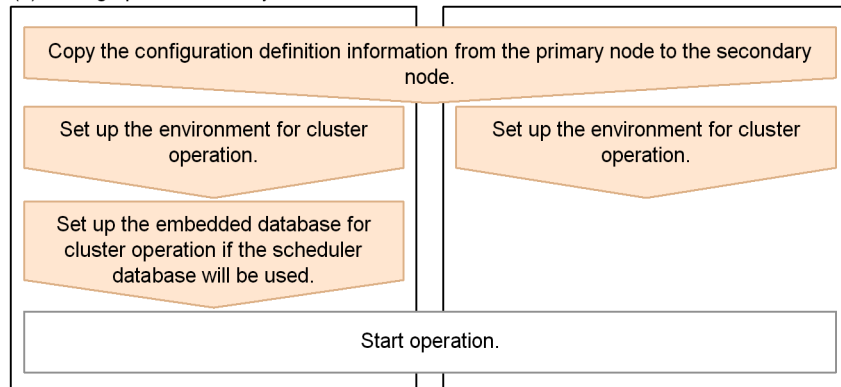 Copy the configuration definition information from the primary node to the secondary
node.
Set up the environment for cluster
operation.
Set up the environment for cluster
operation.
Set up the embedded database for
cluster operation if the scheduler
database will be used.
Start operation.